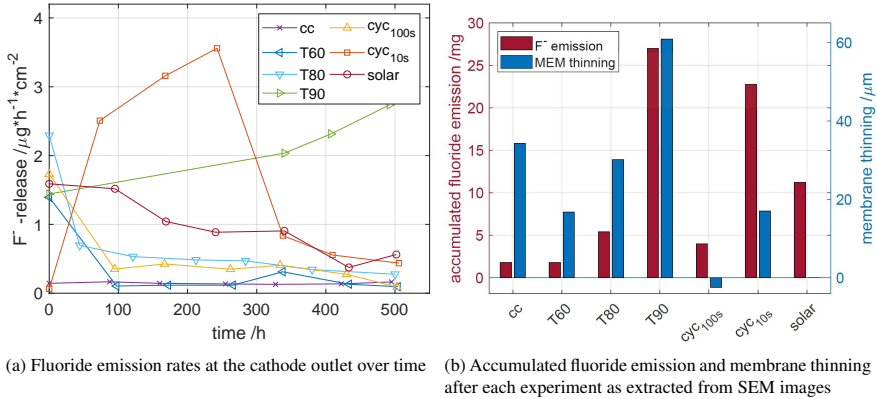 4
3
2
1
0
0
100
200
300
400
500
F⁻ -release /μg*h⁻¹*cm⁻²
time /h
cc
T60
T80
T90
cyc₁₀₀ₛ
cyc₁₀ₛ
solar
(a) Fluoride emission rates at the cathode outlet over time
30
25
20
15
10
5
0
accumulated fluoride emission /mg
F⁻ emission
MEM thinning
60
40
20
0
membrane thinning /μm
cc
T60
T80
T90
cyc₁₀₀ₛ
cyc₁₀ₛ
solar
(b) Accumulated fluoride emission and membrane thinning
after each experiment as extracted from SEM images